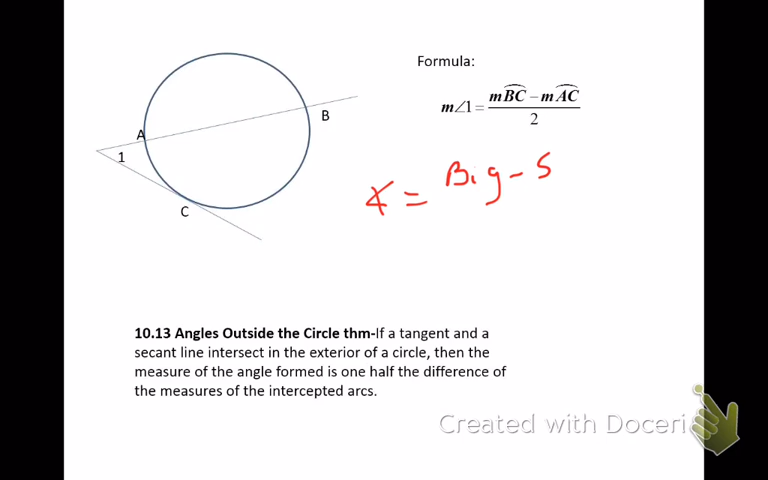 Formula:
m∠1 = (mBC − mAC) / 2
A
B
1
C
∡ = Big - S
10.13 Angles Outside the Circle thm-If a tangent and a
secant line intersect in the exterior of a circle, then the
measure of the angle formed is one half the difference of
the measures of the intercepted arcs.
Created with Doceri